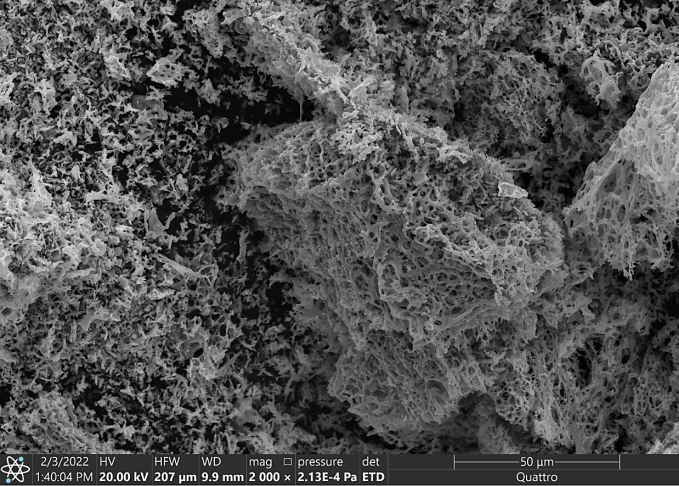 2/3/2022 HV HFW WD mag □ pressure det 50 µm
1:40:04 PM 20.00 kV 207 µm 9.9 mm 2 000 × 2.13E-4 Pa ETD Quattro